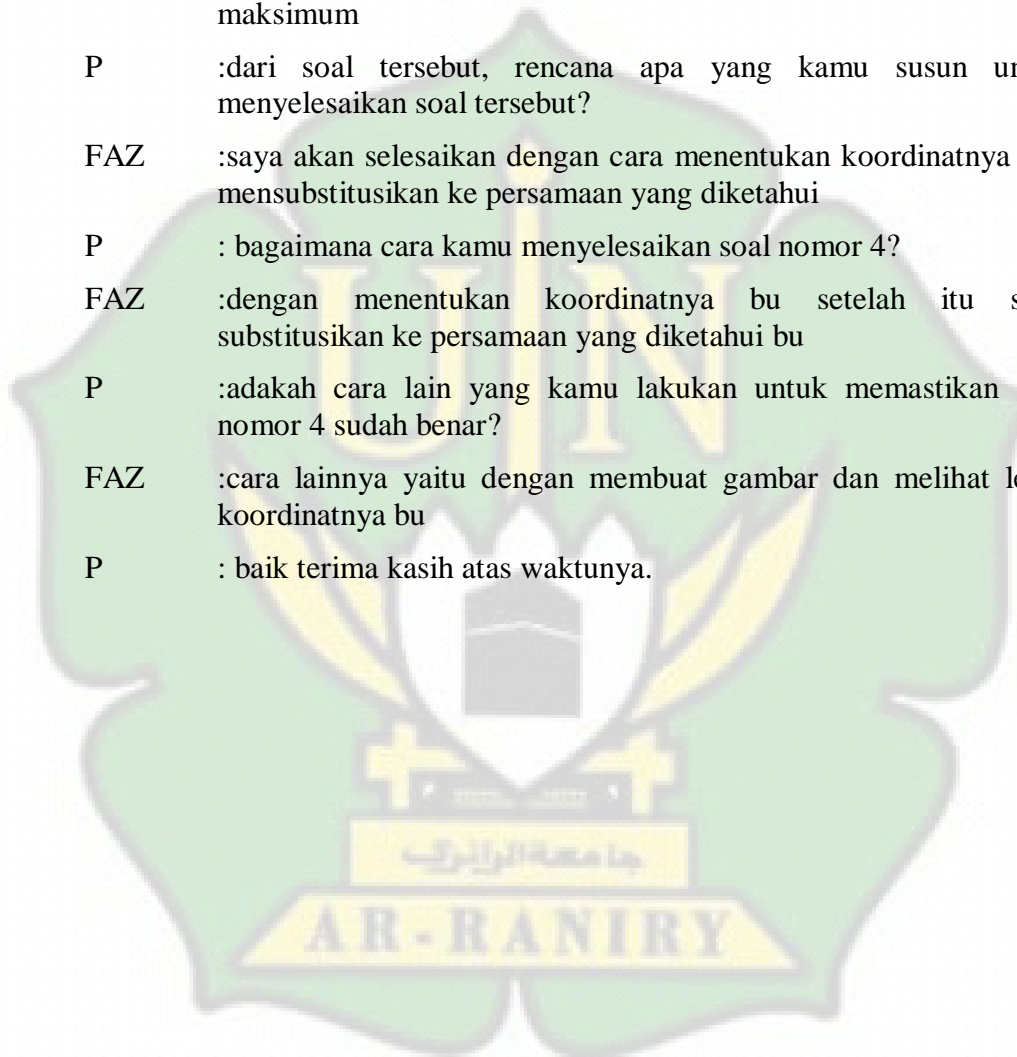 maksimum
P :dari soal tersebut, rencana apa yang kamu susun un
menyelesaikan soal tersebut?
FAZ :saya akan selesaikan dengan cara menentukan koordinatnya
mensubstitusikan ke persamaan yang diketahui
P : bagaimana cara kamu menyelesaikan soal nomor 4?
FAZ :dengan menentukan koordinatnya bu setelah itu s
substitusikan ke persamaan yang diketahui bu
P :adakah cara lain yang kamu lakukan untuk memastikan
nomor 4 sudah benar?
FAZ :cara lainnya yaitu dengan membuat gambar dan melihat le
koordinatnya bu
P : baik terima kasih atas waktunya.
UIN
جامعة الرانري
AR-RANIRY